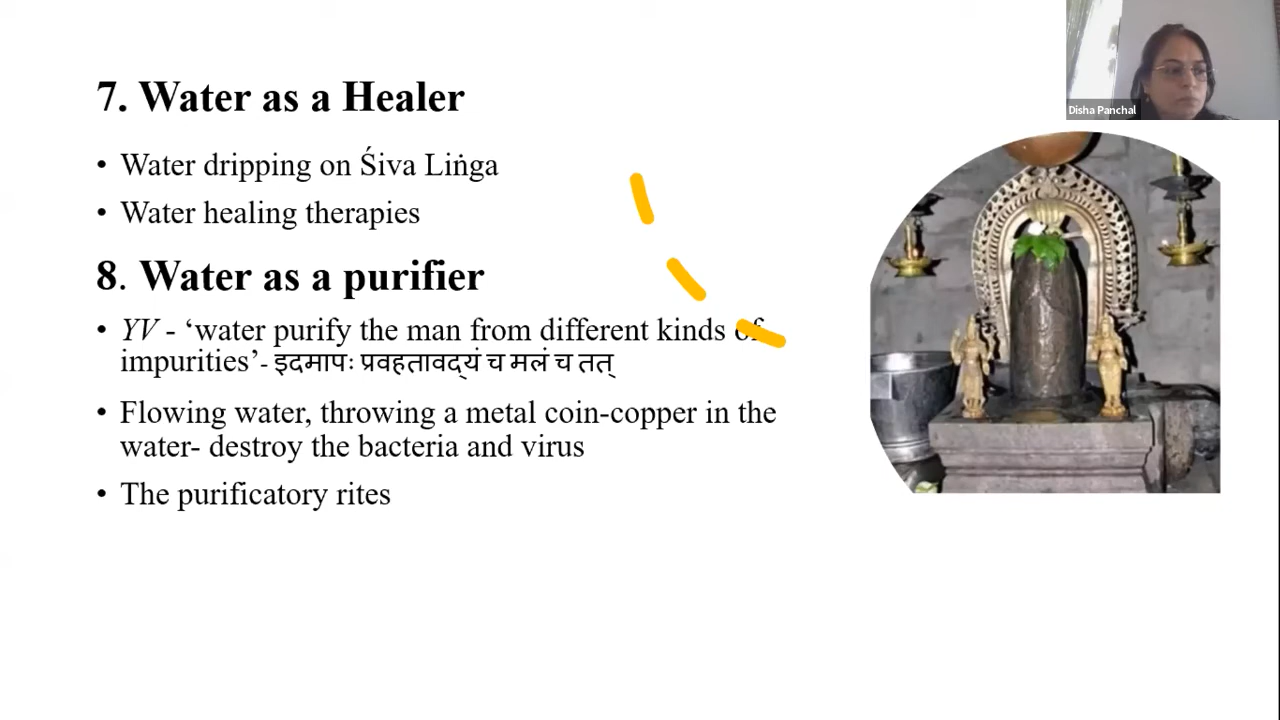 7. Water as a Healer
• Water dripping on Śiva Liṅga
• Water healing therapies
8. Water as a purifier
• YV - ‘water purify the man from different kinds of
impurities’- इदमापः प्रवहतावद्यं च मलं च तत्
• Flowing water, throwing a metal coin-copper in the
water- destroy the bacteria and virus
• The purificatory rites
Disha Panchal